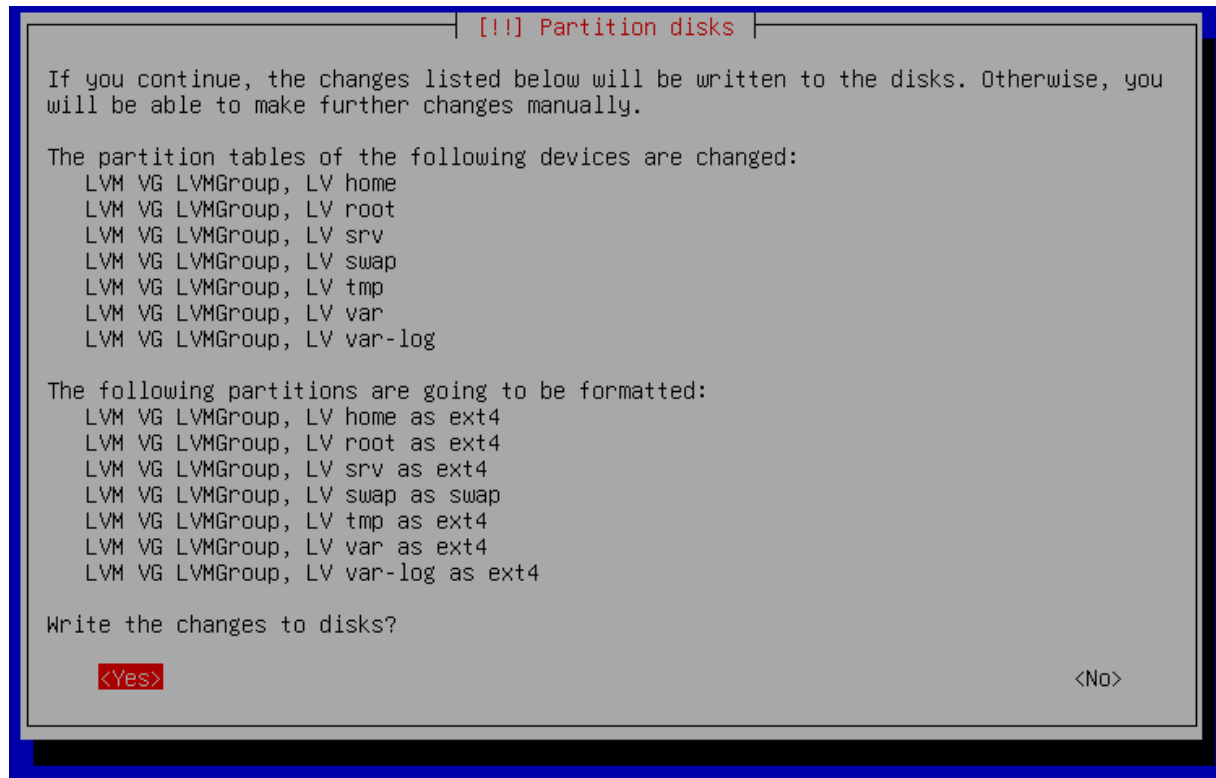 [!!] Partition disks
If you continue, the changes listed below will be written to the disks. Otherwise, you
will be able to make further changes manually.
The partition tables of the following devices are changed:
LVM VG LVMGroup, LV home
LVM VG LVMGroup, LV root
LVM VG LVMGroup, LV srv
LVM VG LVMGroup, LV swap
LVM VG LVMGroup, LV tmp
LVM VG LVMGroup, LV var
LVM VG LVMGroup, LV var-log
The following partitions are going to be formatted:
LVM VG LVMGroup, LV home as ext4
LVM VG LVMGroup, LV root as ext4
LVM VG LVMGroup, LV srv as ext4
LVM VG LVMGroup, LV swap as swap
LVM VG LVMGroup, LV tmp as ext4
LVM VG LVMGroup, LV var as ext4
LVM VG LVMGroup, LV var-log as ext4
Write the changes to disks?
<Yes> <No>